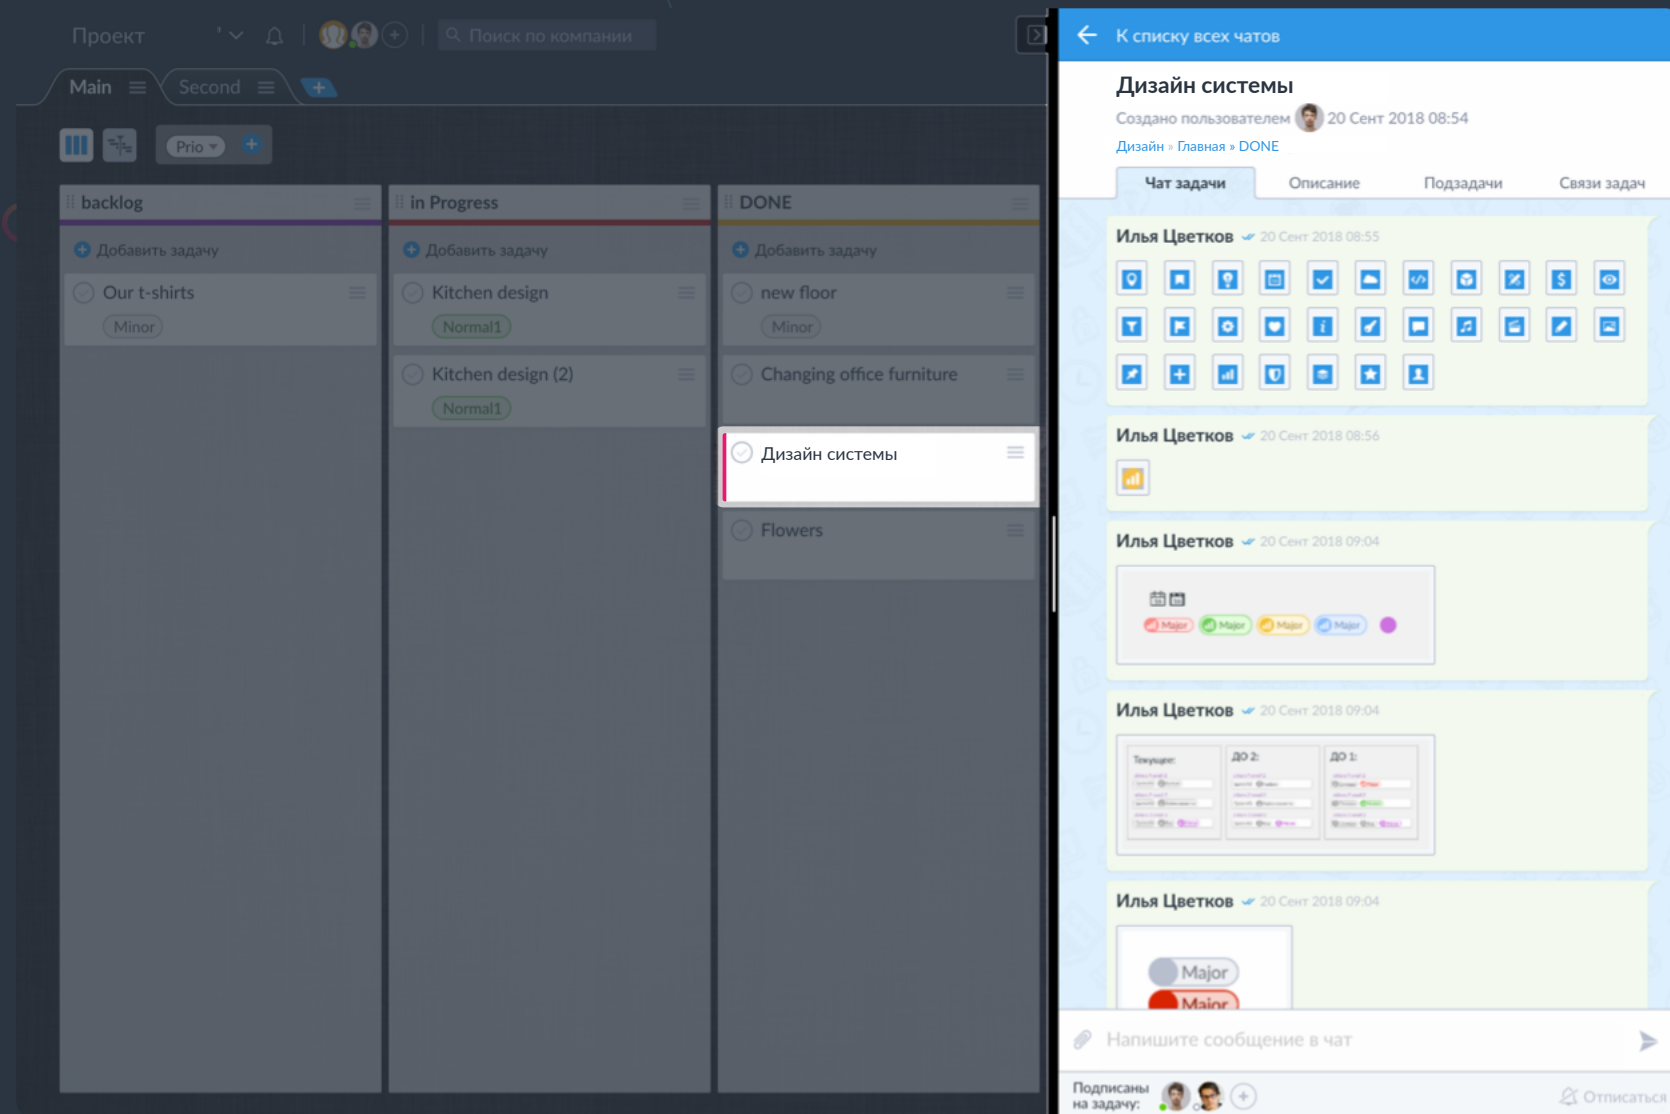 Проект
Поиск по компании
Main
Second
Prio
backlog
Добавить задачу
Our t-shirts
Minor
in Progress
Добавить задачу
Kitchen design
Normal1
Kitchen design (2)
Normal1
DONE
Добавить задачу
new floor
Minor
Changing office furniture
Дизайн системы
Flowers
К списку всех чатов
Дизайн системы
Создано пользователем 20 Сент 2018 08:54
Дизайн » Главная » DONE
Чат задачи Описание Подзадачи Связи задач
Илья Цветков 20 Сент 2018 08:55
Илья Цветков 20 Сент 2018 08:56
Илья Цветков 20 Сент 2018 09:04
Major Major Major Major
Илья Цветков 20 Сент 2018 09:04
Текущее: ДО 2: ДО 1:
Илья Цветков 20 Сент 2018 09:04
Major
Major
Напишите сообщение в чат
Подписаны
на задачу:
Отписаться